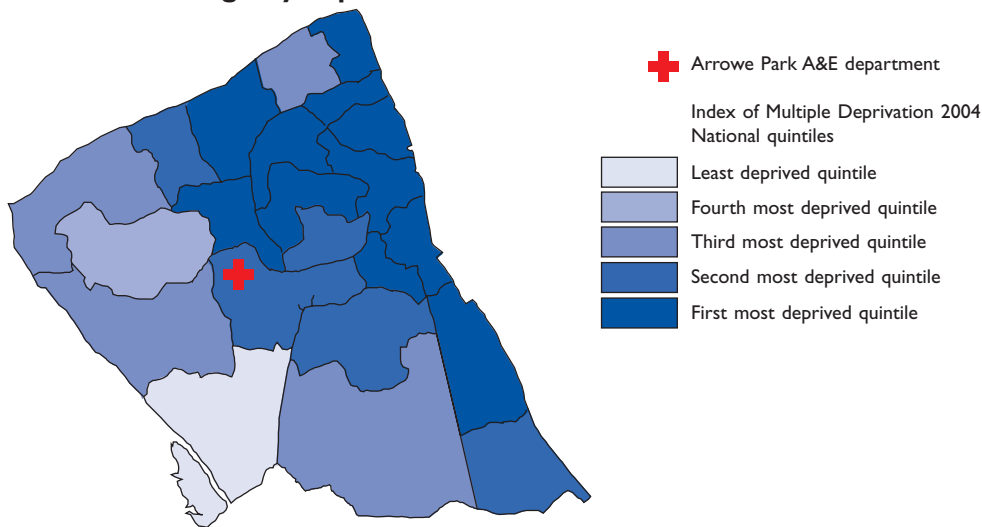 Arrowe Park A&E department
Index of Multiple Deprivation 2004
National quintiles
Least deprived quintile
Fourth most deprived quintile
Third most deprived quintile
Second most deprived quintile
First most deprived quintile